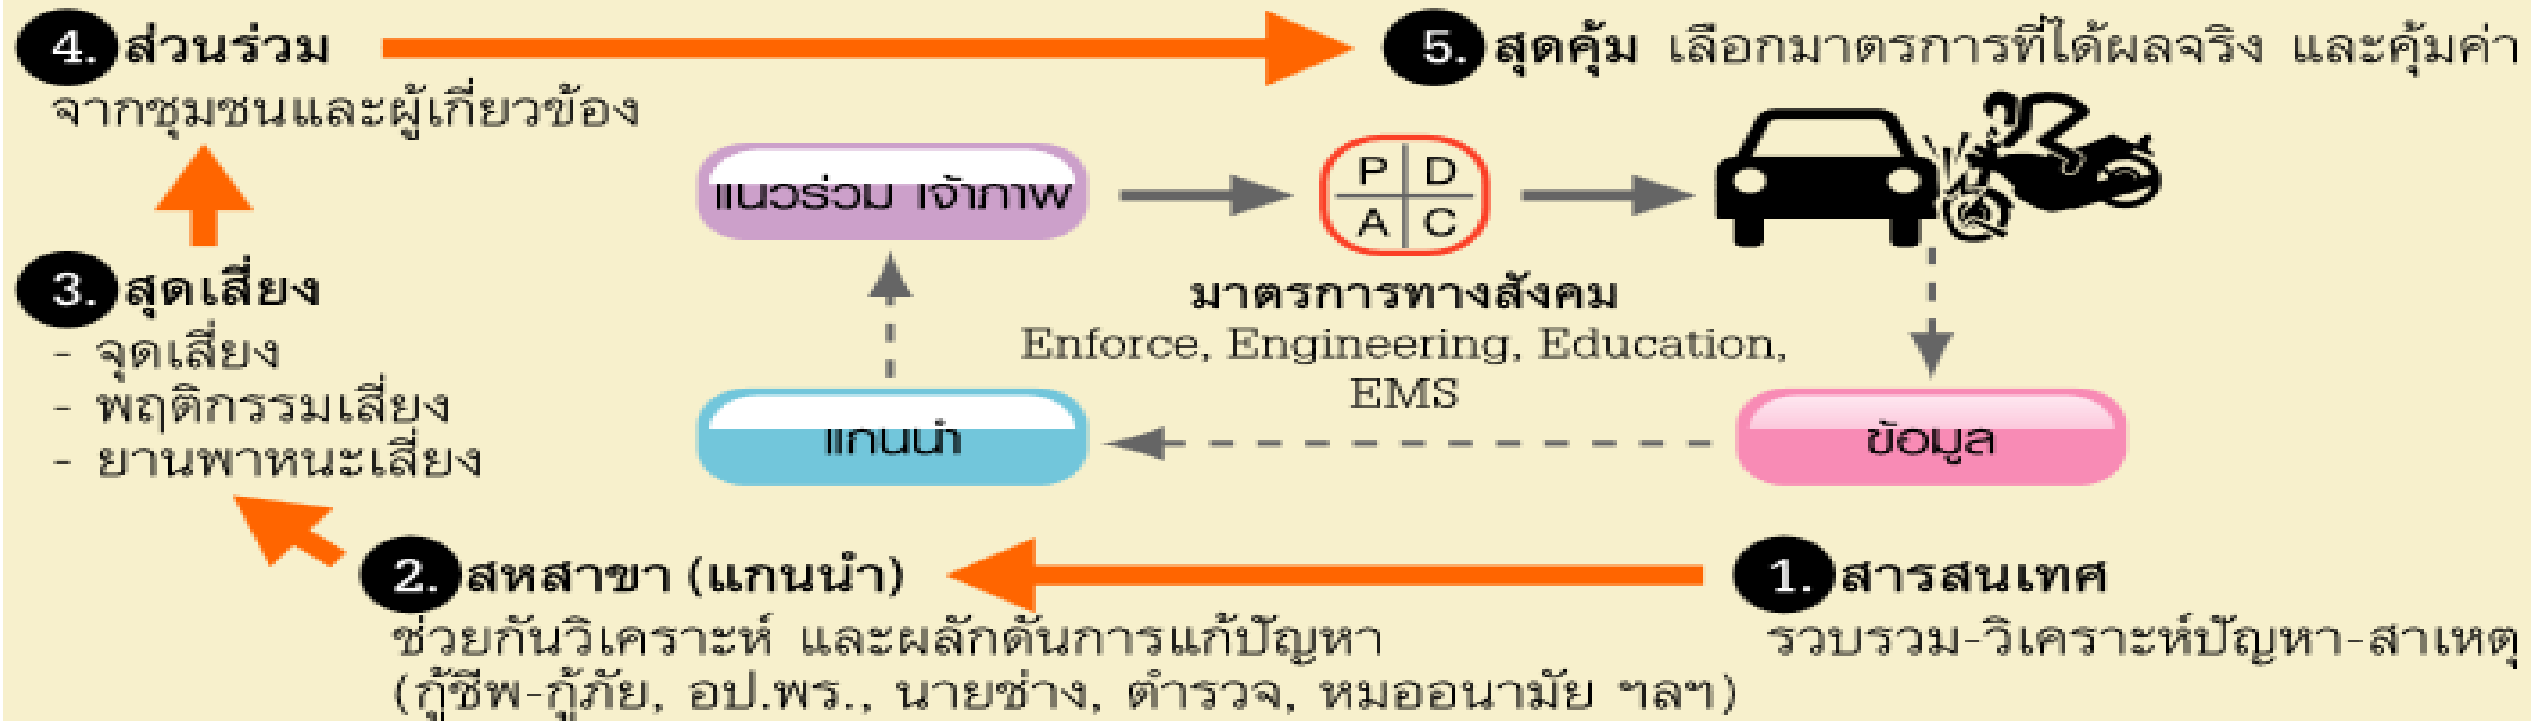 4. ส่วนร่วม
จากชุมชนและผู้เกี่ยวข้อง
5. สุดคุ้ม เลือกมาตรการที่ได้ผลจริง และคุ้มค่า
แนวร่วม เจ้าภาพ
P D
A C
3. สุดเสี่ยง
- จุดเสี่ยง
- พฤติกรรมเสี่ยง
- ยานพาหนะเสี่ยง
มาตรการทางสังคม
Enforce, Engineering, Education,
EMS
แกนนำ
ข้อมูล
2. สหสาขา (แกนนำ)
ช่วยกันวิเคราะห์ และผลักดันการแก้ปัญหา
(กู้ชีพ-กู้ภัย, อป.พร., นายช่าง, ตำรวจ, หมออนามัย ฯลฯ)
1. สารสนเทศ
รวบรวม-วิเคราะห์ปัญหา-สาเหตุ